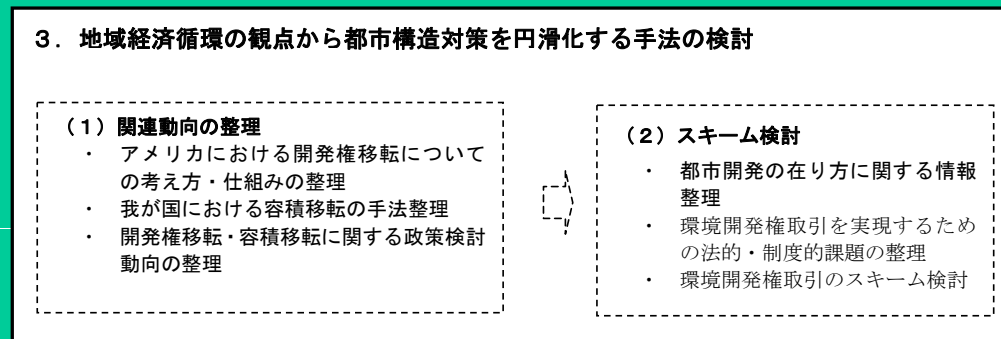 ３．地域経済循環の観点から都市構造対策を円滑化する手法の検討
（１）関連動向の整理
・ アメリカにおける開発権移転について
の考え方・仕組みの整理
・ 我が国における容積移転の手法整理
・ 開発権移転・容積移転に関する政策検討
動向の整理
（２）スキーム検討
・ 都市開発の在り方に関する情報
整理
・ 環境開発権取引を実現するため
の法的・制度的課題の整理
・ 環境開発権取引のスキーム検討